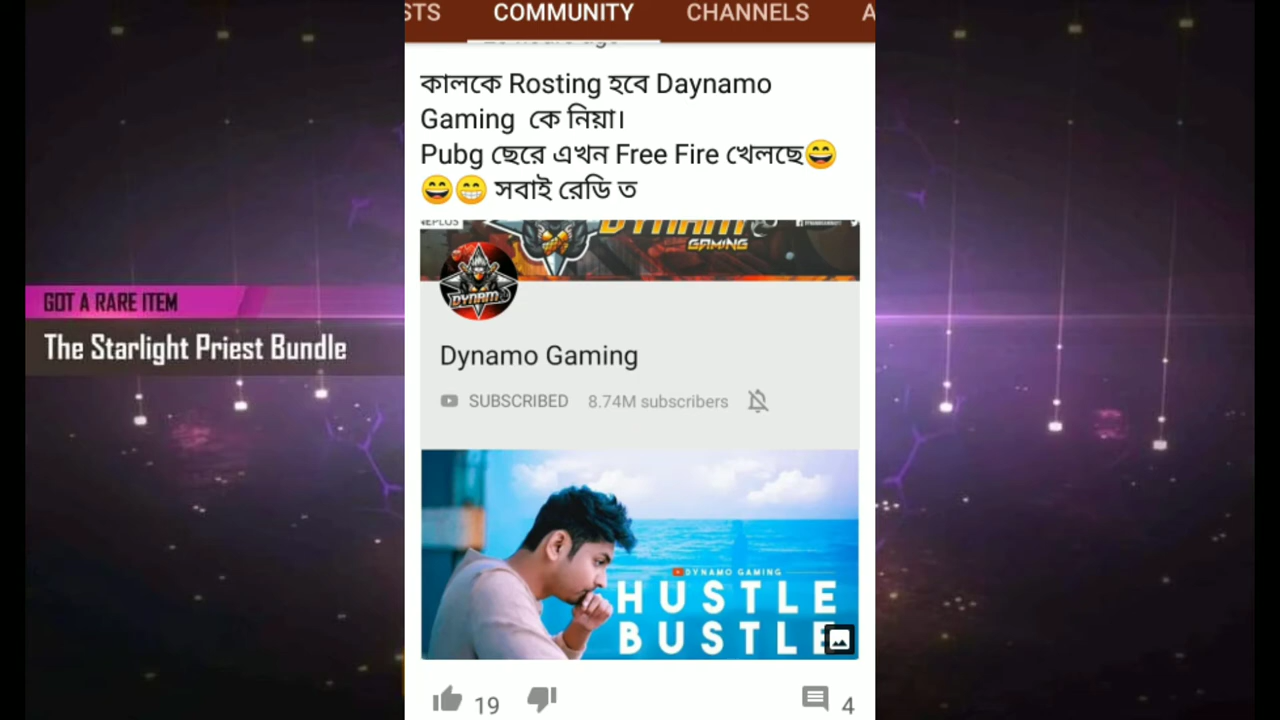 STS COMMUNITY CHANNELS A
কালকে Rosting হবে Daynamo
Gaming কে নিয়া।
Pubg ছেরে এখন Free Fire খেলছে😄
😄😁 সবাই রেডি ত
GAMING
Dynamo Gaming
SUBSCRIBED 8.74M subscribers
DYNAMO GAMING
HUSTLE
BUSTLE
19 4
GOT A RARE ITEM
The Starlight Priest Bundle